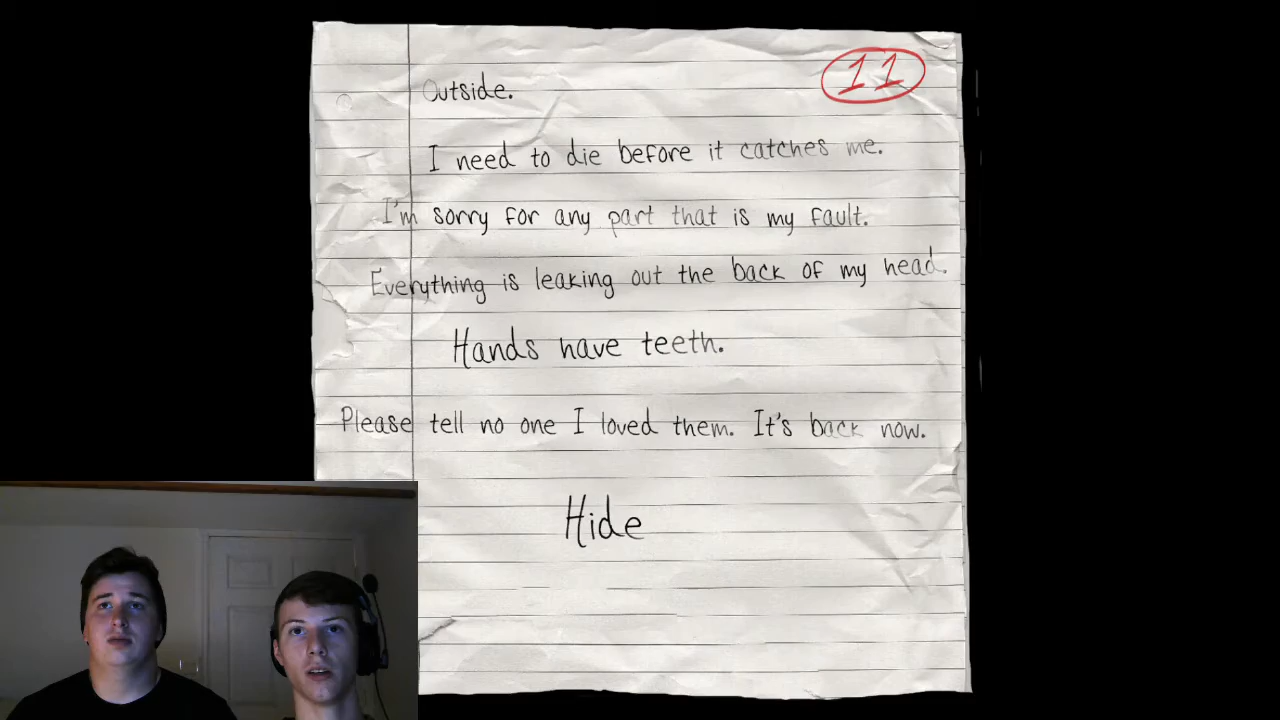 11
Outside.
I need to die before it catches me.
I'm sorry for any part that is my fault.
Everything is leaking out the back of my head.
Hands have teeth.
Please tell no one I loved them. It's back now.
Hide